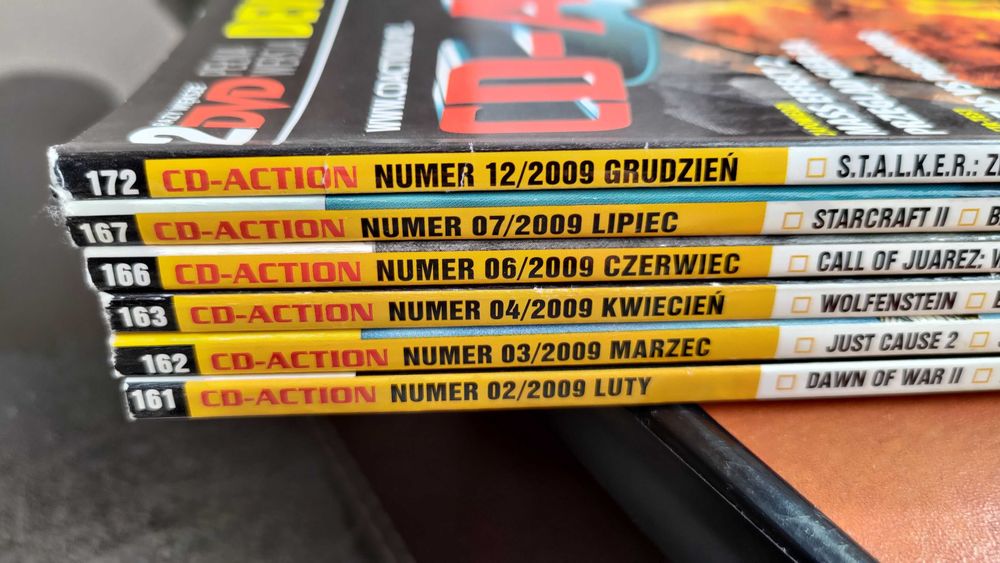 2 DVD
WWW.CDACTION.PL
CD-A
172 CD-ACTION NUMER 12/2009 GRUDZIEŃ S.T.A.L.K.E.R.: Z
167 CD-ACTION NUMER 07/2009 LIPIEC STARCRAFT II B
166 CD-ACTION NUMER 06/2009 CZERWIEC CALL OF JUAREZ: W
163 CD-ACTION NUMER 04/2009 KWIECIEŃ WOLFENSTEIN
162 CD-ACTION NUMER 03/2009 MARZEC JUST CAUSE 2
161 CD-ACTION NUMER 02/2009 LUTY DAWN OF WAR II